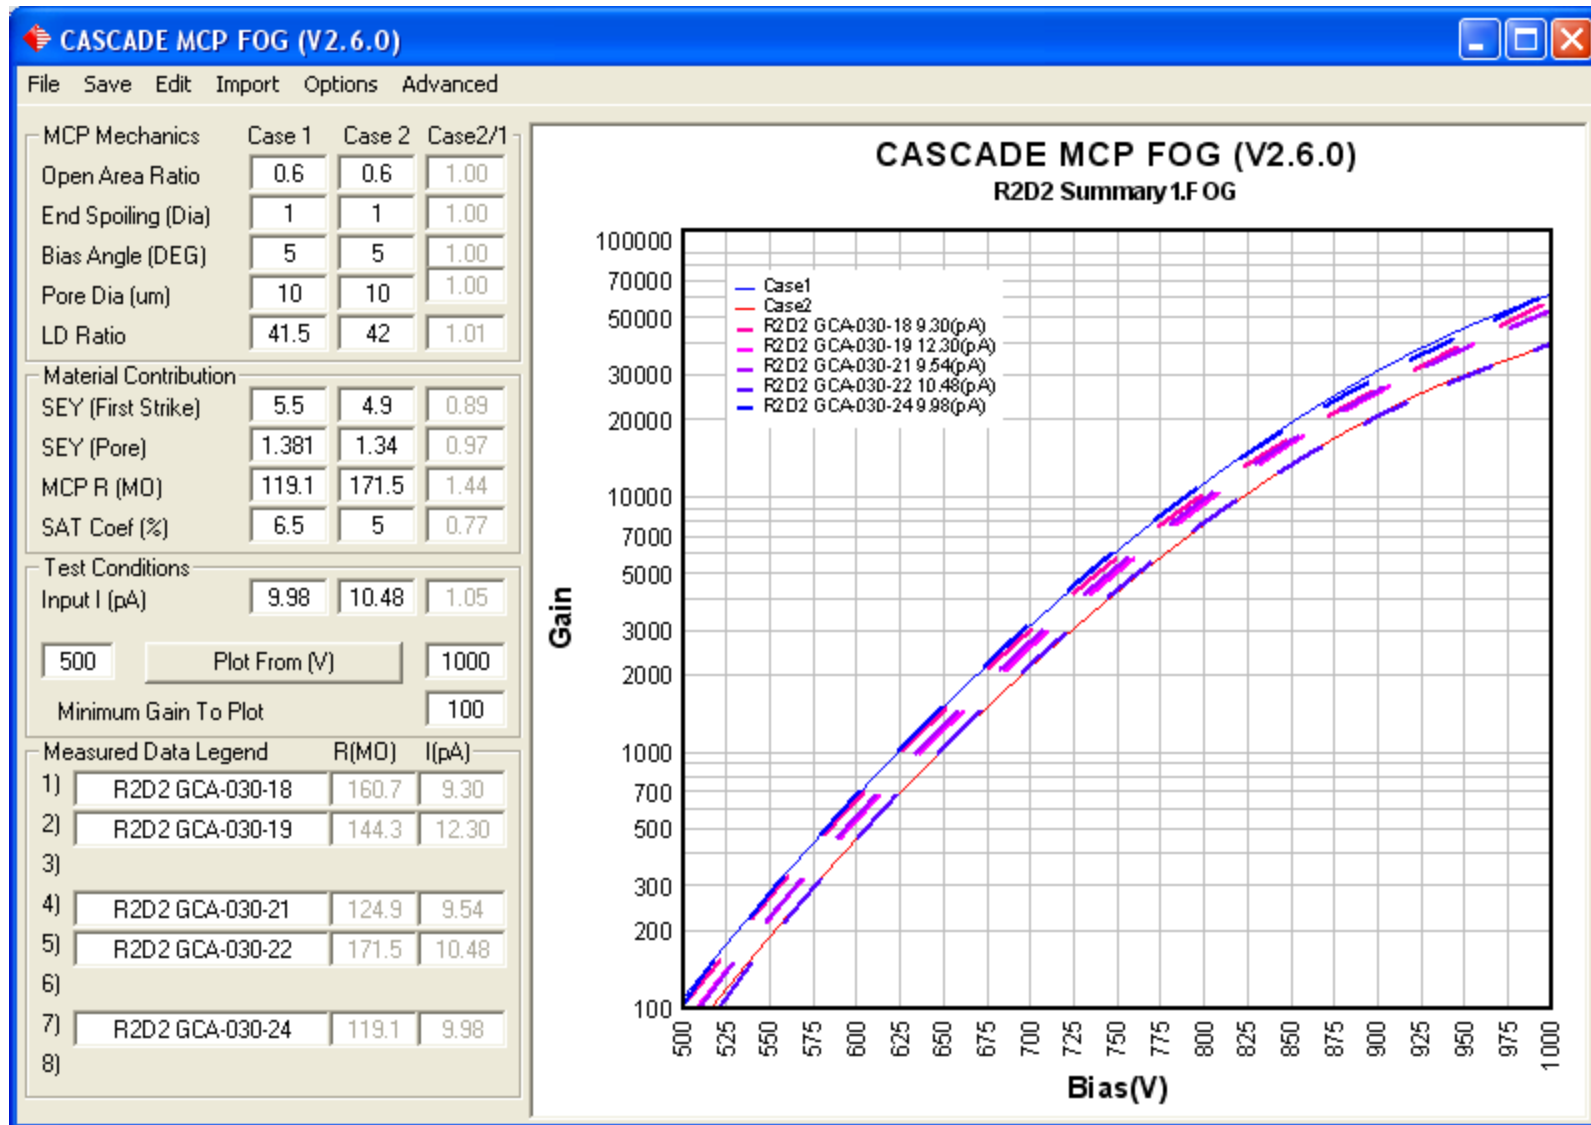 CASCADE MCP FOG (V2.6.0)
File Save Edit Import Options Advanced
MCP Mechanics Case 1 Case 2 Case2/1
Open Area Ratio 0.6 0.6 1.00
End Spoiling (Dia) 1 1 1.00
Bias Angle (DEG) 5 5 1.00
Pore Dia (um) 10 10 1.00
LD Ratio 41.5 42 1.01
Material Contribution
SEY (First Strike) 5.5 4.9 0.89
SEY (Pore) 1.381 1.34 0.97
MCP R (MO) 119.1 171.5 1.44
SAT Coef (%) 6.5 5 0.77
Test Conditions
Input I (pA) 9.98 10.48 1.05
500 Plot From (V) 1000
Minimum Gain To Plot 100
Measured Data Legend R(MO) I(pA)
1) R2D2 GCA-030-18 160.7 9.30
2) R2D2 GCA-030-19 144.3 12.30
3)
4) R2D2 GCA-030-21 124.9 9.54
5) R2D2 GCA-030-22 171.5 10.48
6)
7) R2D2 GCA-030-24 119.1 9.98
8)
CASCADE MCP FOG (V2.6.0)
R2D2 Summary1.FOG
Case1
Case2
R2D2 GCA-030-18 9.30(pA)
R2D2 GCA-030-19 12.30(pA)
R2D2 GCA-030-21 9.54(pA)
R2D2 GCA-030-22 10.48(pA)
R2D2 GCA-030-24 9.98(pA)
Gain
100000
70000
50000
30000
20000
10000
7000
5000
3000
2000
1000
700
500
300
200
100
500 525 550 575 600 625 650 675 700 725 750 775 800 825 850 875 900 925 950 975 1000
Bias(V)